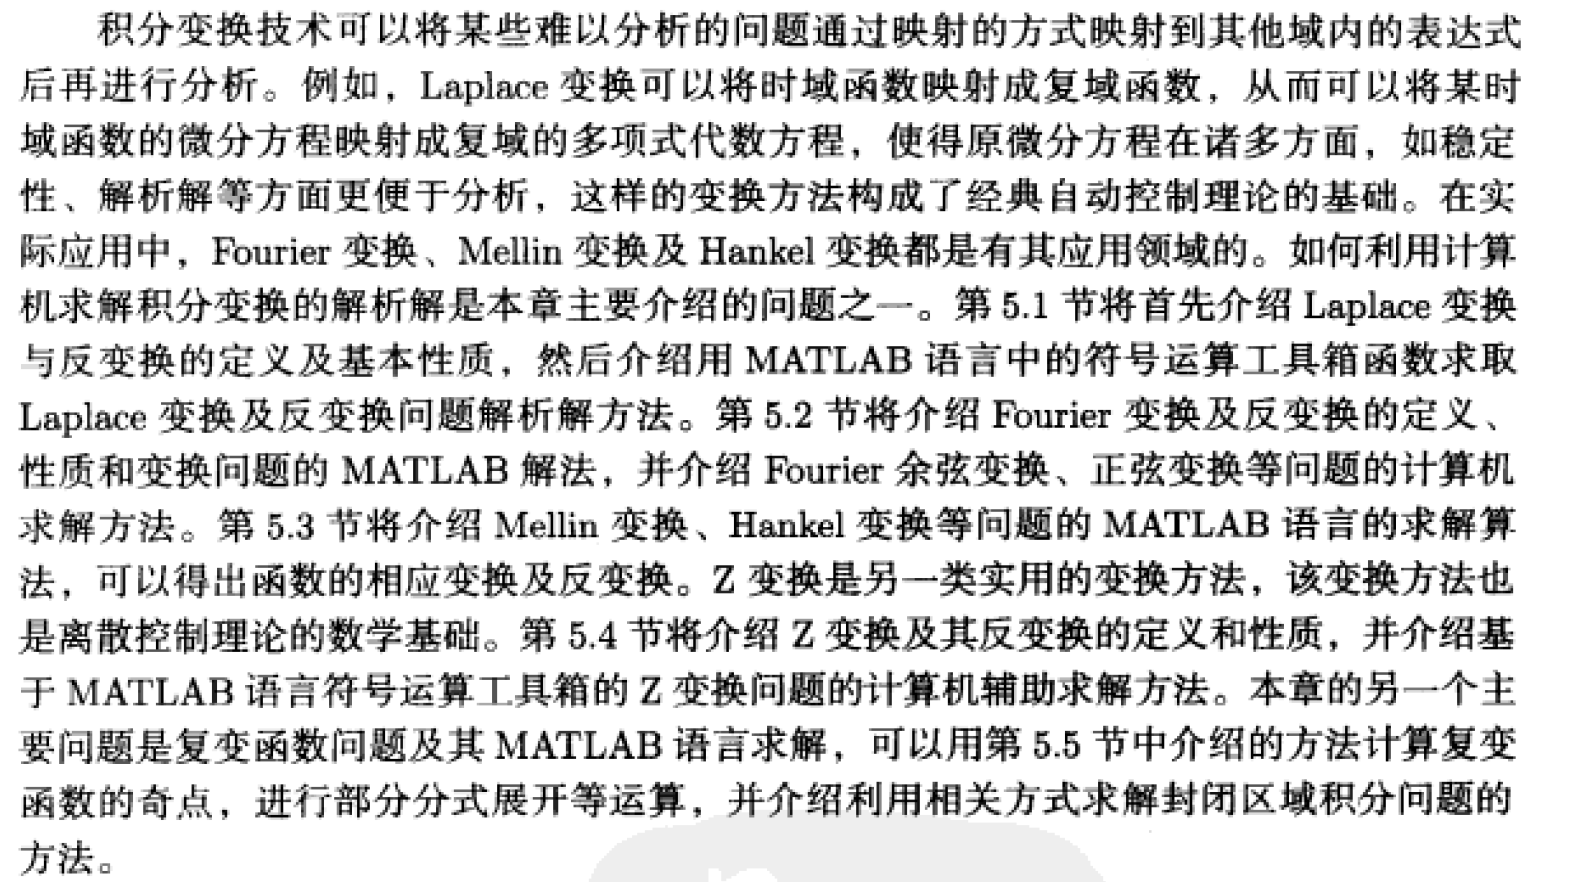 积分变换技术可以将某些难以分析的问题通过映射的方式映射到其他域内的表达式
后再进行分析。例如，Laplace 变换可以将时域函数映射成复域函数，从而可以将某时
域函数的微分方程映射成复域的多项式代数方程，使得原微分方程在诸多方面，如稳定
性、解析解等方面更便于分析，这样的变换方法构成了经典自动控制理论的基础。在实
际应用中，Fourier 变换、Mellin 变换及 Hankel 变换都是有其应用领域的。如何利用计算
机求解积分变换的解析解是本章主要介绍的问题之一。第 5.1 节将首先介绍 Laplace 变换
与反变换的定义及基本性质，然后介绍用 MATLAB 语言中的符号运算工具箱函数求取
Laplace 变换及反变换问题解析解方法。第 5.2 节将介绍 Fourier 变换及反变换的定义、
性质和变换问题的 MATLAB 解法，并介绍 Fourier 余弦变换、正弦变换等问题的计算机
求解方法。第 5.3 节将介绍 Mellin 变换、Hankel 变换等问题的 MATLAB 语言的求解算
法，可以得出函数的相应变换及反变换。Z 变换是另一类实用的变换方法，该变换方法也
是离散控制理论的数学基础。第 5.4 节将介绍 Z 变换及其反变换的定义和性质，并介绍基
于 MATLAB 语言符号运算工具箱的 Z 变换问题的计算机辅助求解方法。本章的另一个主
要问题是复变函数问题及其 MATLAB 语言求解，可以用第 5.5 节中介绍的方法计算复变
函数的奇点，进行部分分式展开等运算，并介绍利用相关方式求解封闭区域积分问题的
方法。